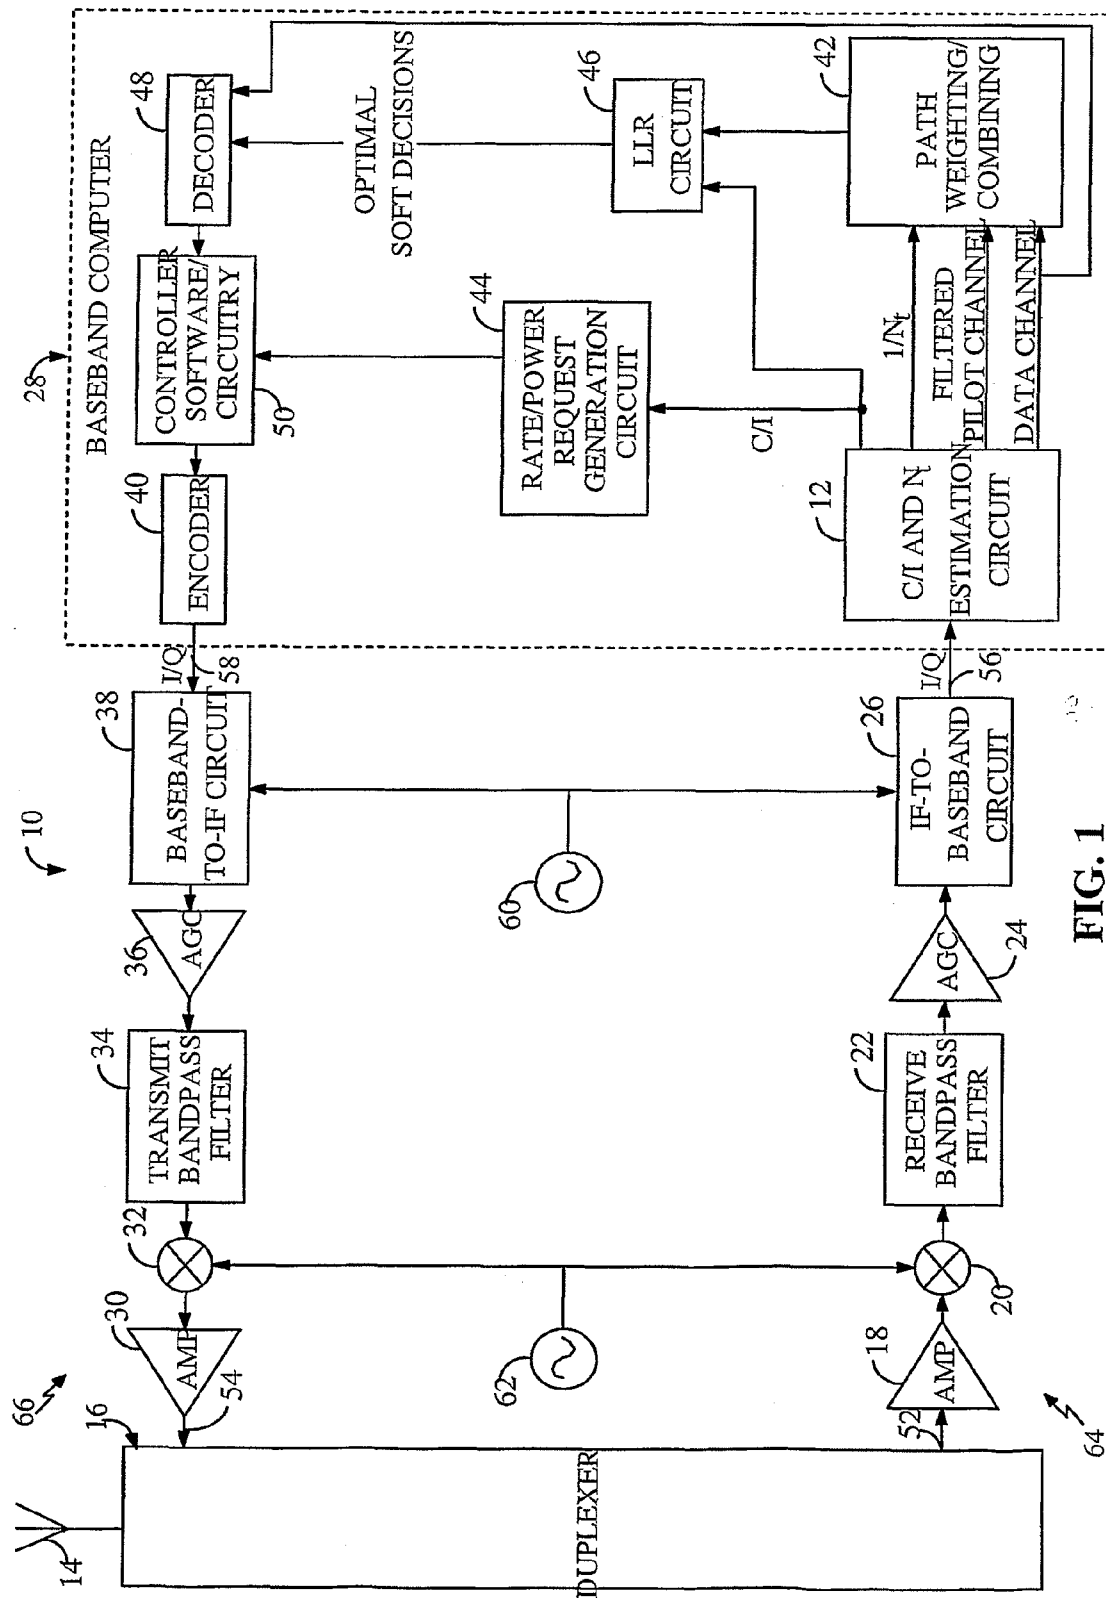 10
28
BASEBAND COMPUTER
66
14
16
DUPLEXER
54
30
AMP
32
34
TRANSMIT
BANDPASS
FILTER
36
AGC
38
BASEBAND-
TO-IF CIRCUIT
I/Q
58
40
ENCODER
CONTROLLER
SOFTWARE/
CIRCUITRY
50
48
DECODER
OPTIMAL
SOFT DECISIONS
62
60
44
RATE/POWER
REQUEST
GENERATION
CIRCUIT
46
LLR
CIRCUIT
C/I
64
52
18
AMP
20
22
RECEIVE
BANDPASS
FILTER
AGC
24
26
IF-TO-
BASEBAND
CIRCUIT
I/Q
56
12
C/I AND Nt
ESTIMATION
CIRCUIT
1/Nt
FILTERED
PILOT CHANNEL
DATA CHANNEL
42
PATH
WEIGHTING/
COMBINING
FIG. 1